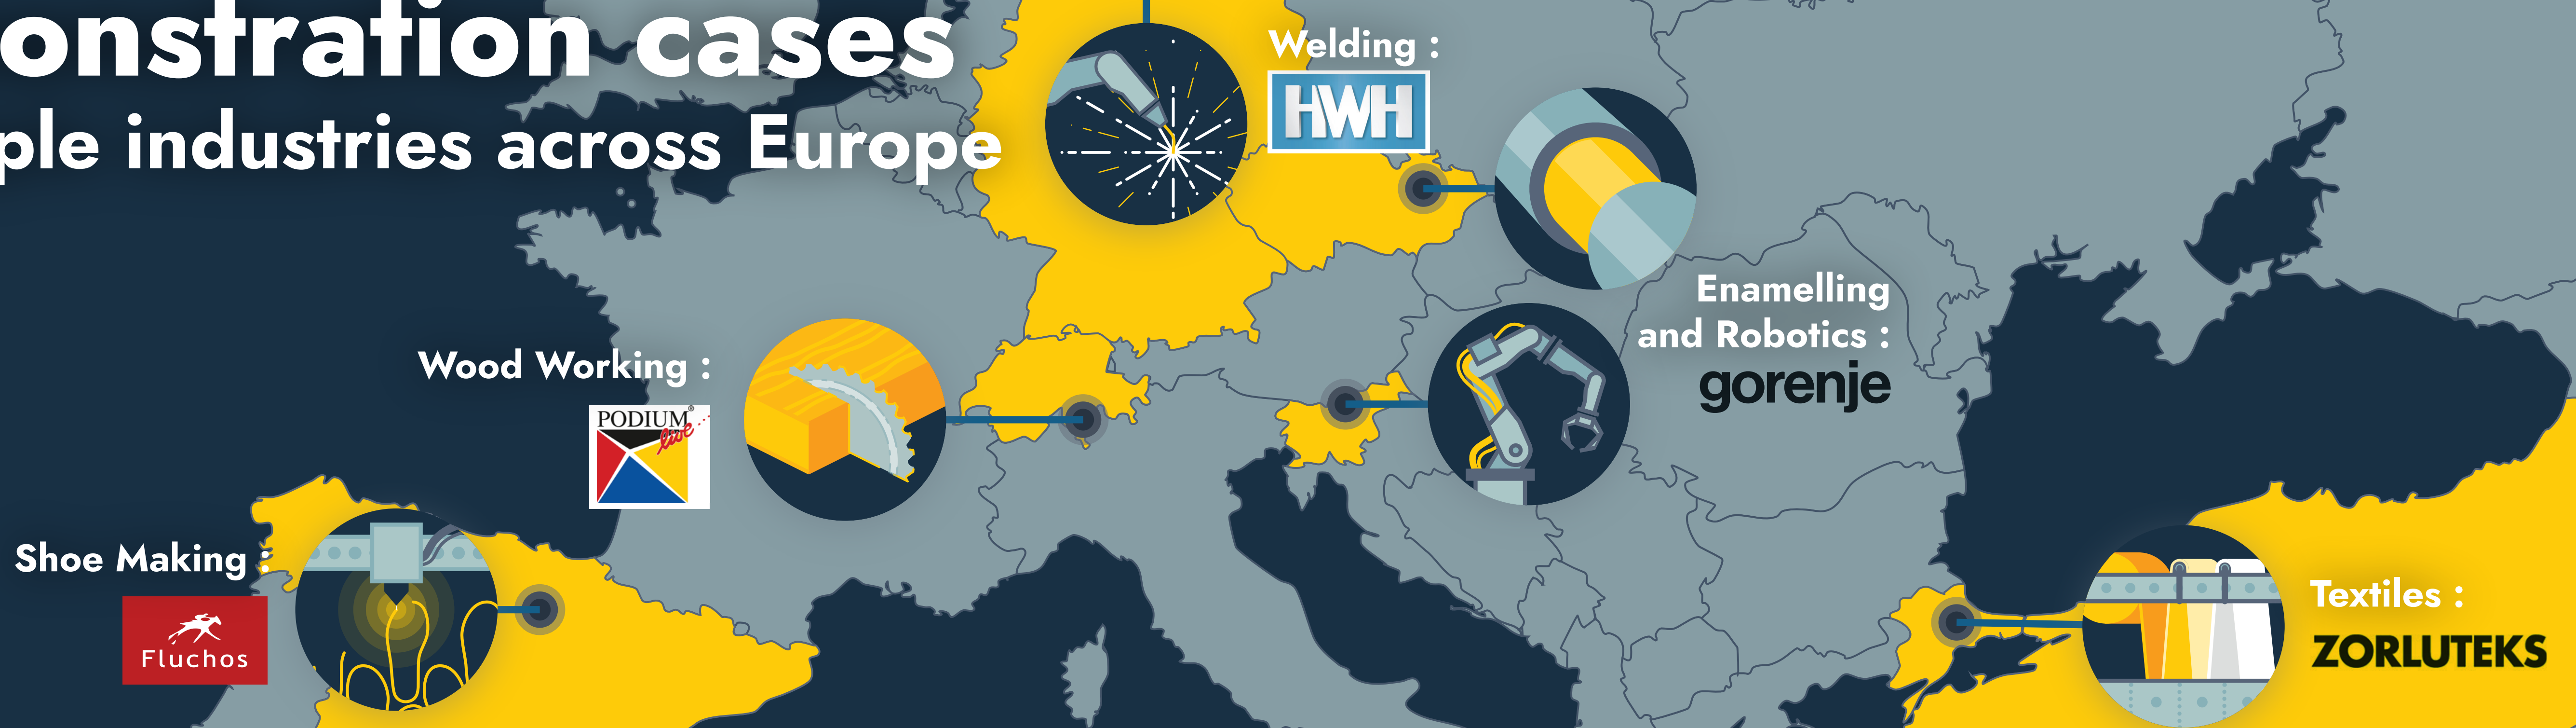 onstration cases
ple industries across Europe
Welding :
HWH
Enamelling
and Robotics :
gorenje
Wood Working :
PODIUM®
live
Shoe Making :
Fluchos
Textiles :
ZORLUTEKS